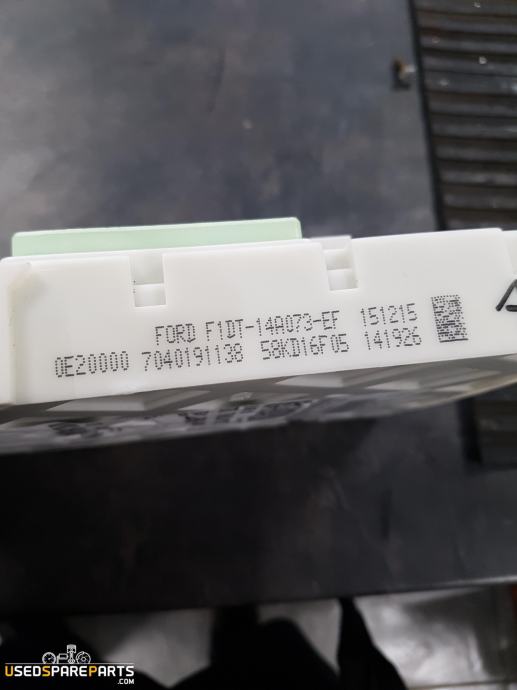 FORD F1DT-14A073-EF 151215
0E20000 7040191138 58KD16F05 141926
USEDSPAREPARTS
.COM